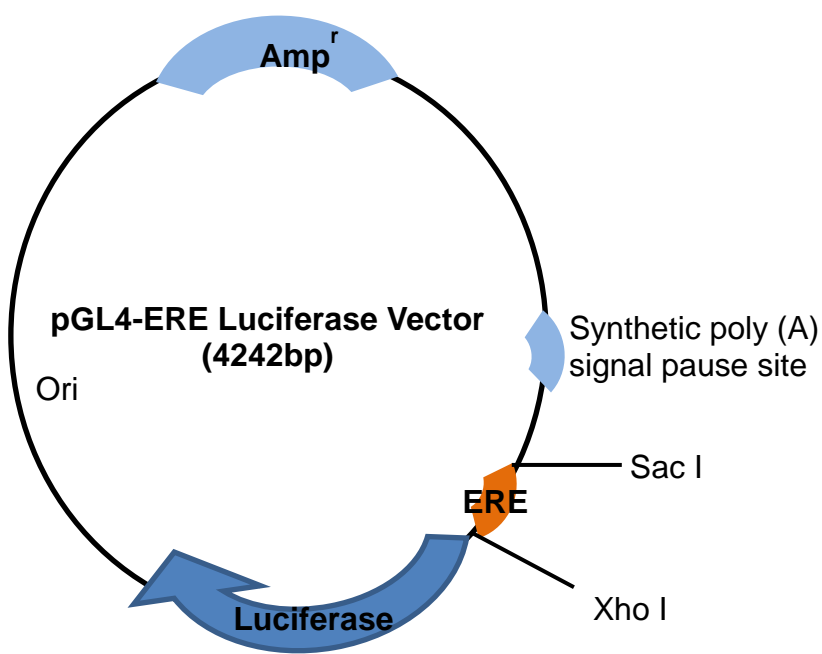 Amp r
pGL4-ERE Luciferase Vector
(4242bp)
Synthetic poly (A)
signal pause site
Ori
Sac I
ERE
Xho I
Luciferase